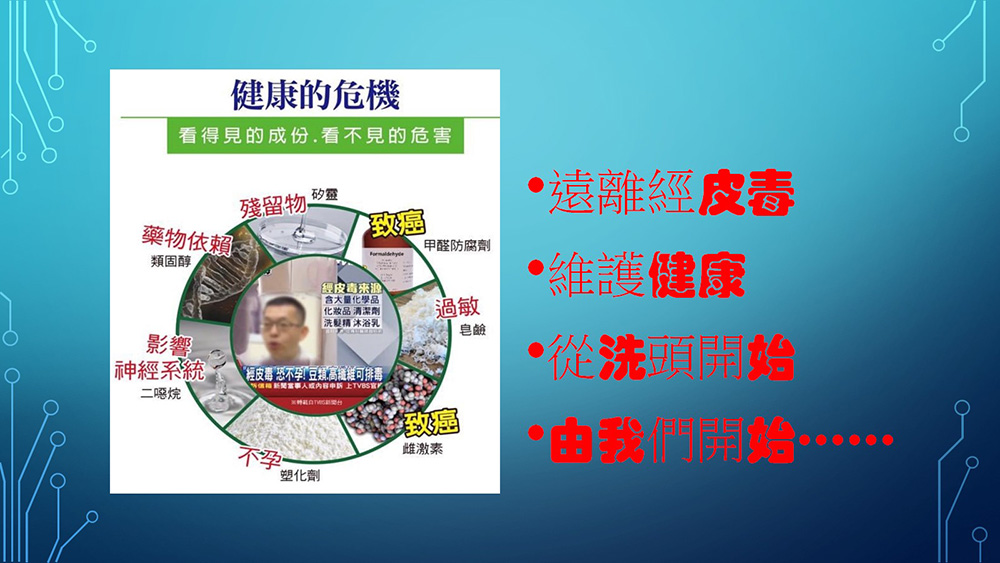 健康的危機
看得見的成份.看不見的危害
殘留物
矽靈
致癌
甲醛防腐劑
Formaldehyde
藥物依賴
類固醇
過敏
皂鹼
經皮毒來源
含大量化學品
化妝品 清潔劑
洗髮精 沐浴乳
影響
神經系統
二噁烷
經皮毒 恐不孕!豆類.高纖維可排毒
新聞當事人或內容申訴 上TVBS官網
※轉載自TVBS新聞台
致癌
雌激素
不孕
塑化劑
•遠離經皮毒
•維護健康
•從洗頭開始
•由我們開始……